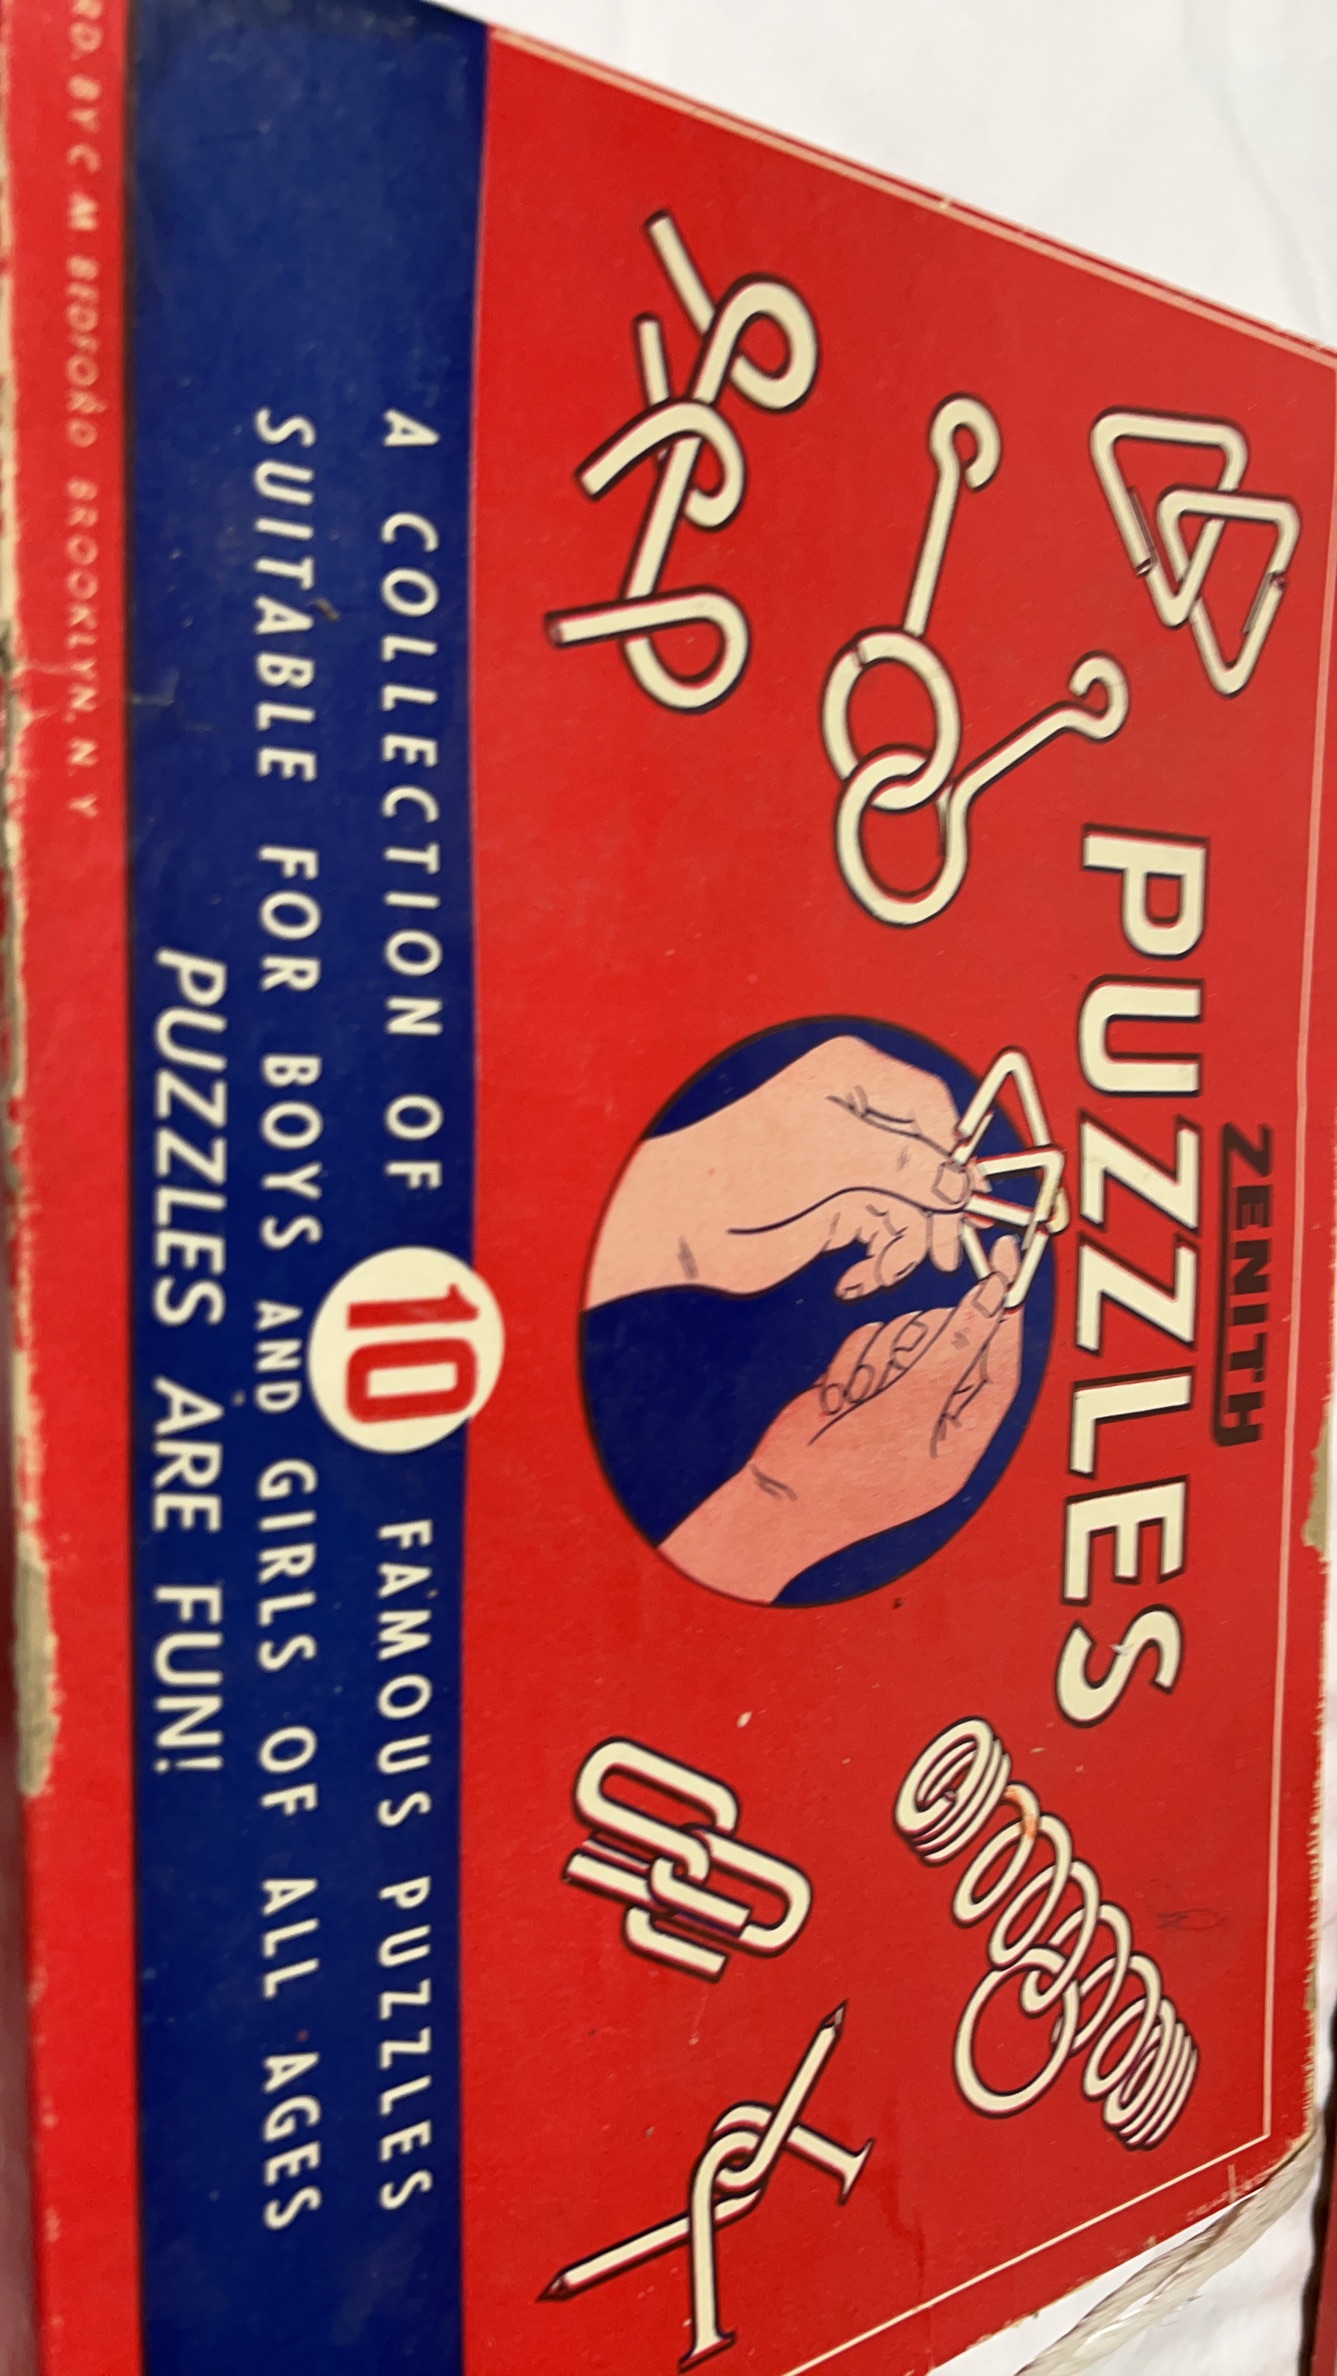 ZENITH
PUZZLES
A COLLECTION OF 10 FAMOUS PUZZLES
SUITABLE FOR BOYS AND GIRLS OF ALL AGES
PUZZLES ARE FUN!
BY C M BEDFORD BROOKLYN, N. Y